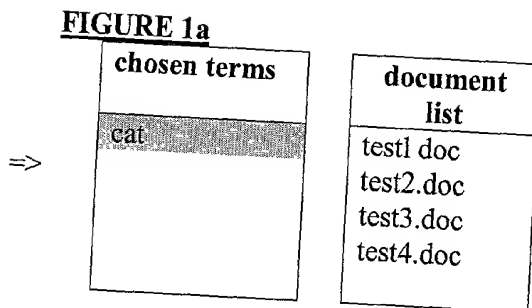 FIGURE 1a
chosen terms
cat
=>
document
list
test1 doc
test2.doc
test3.doc
test4.doc